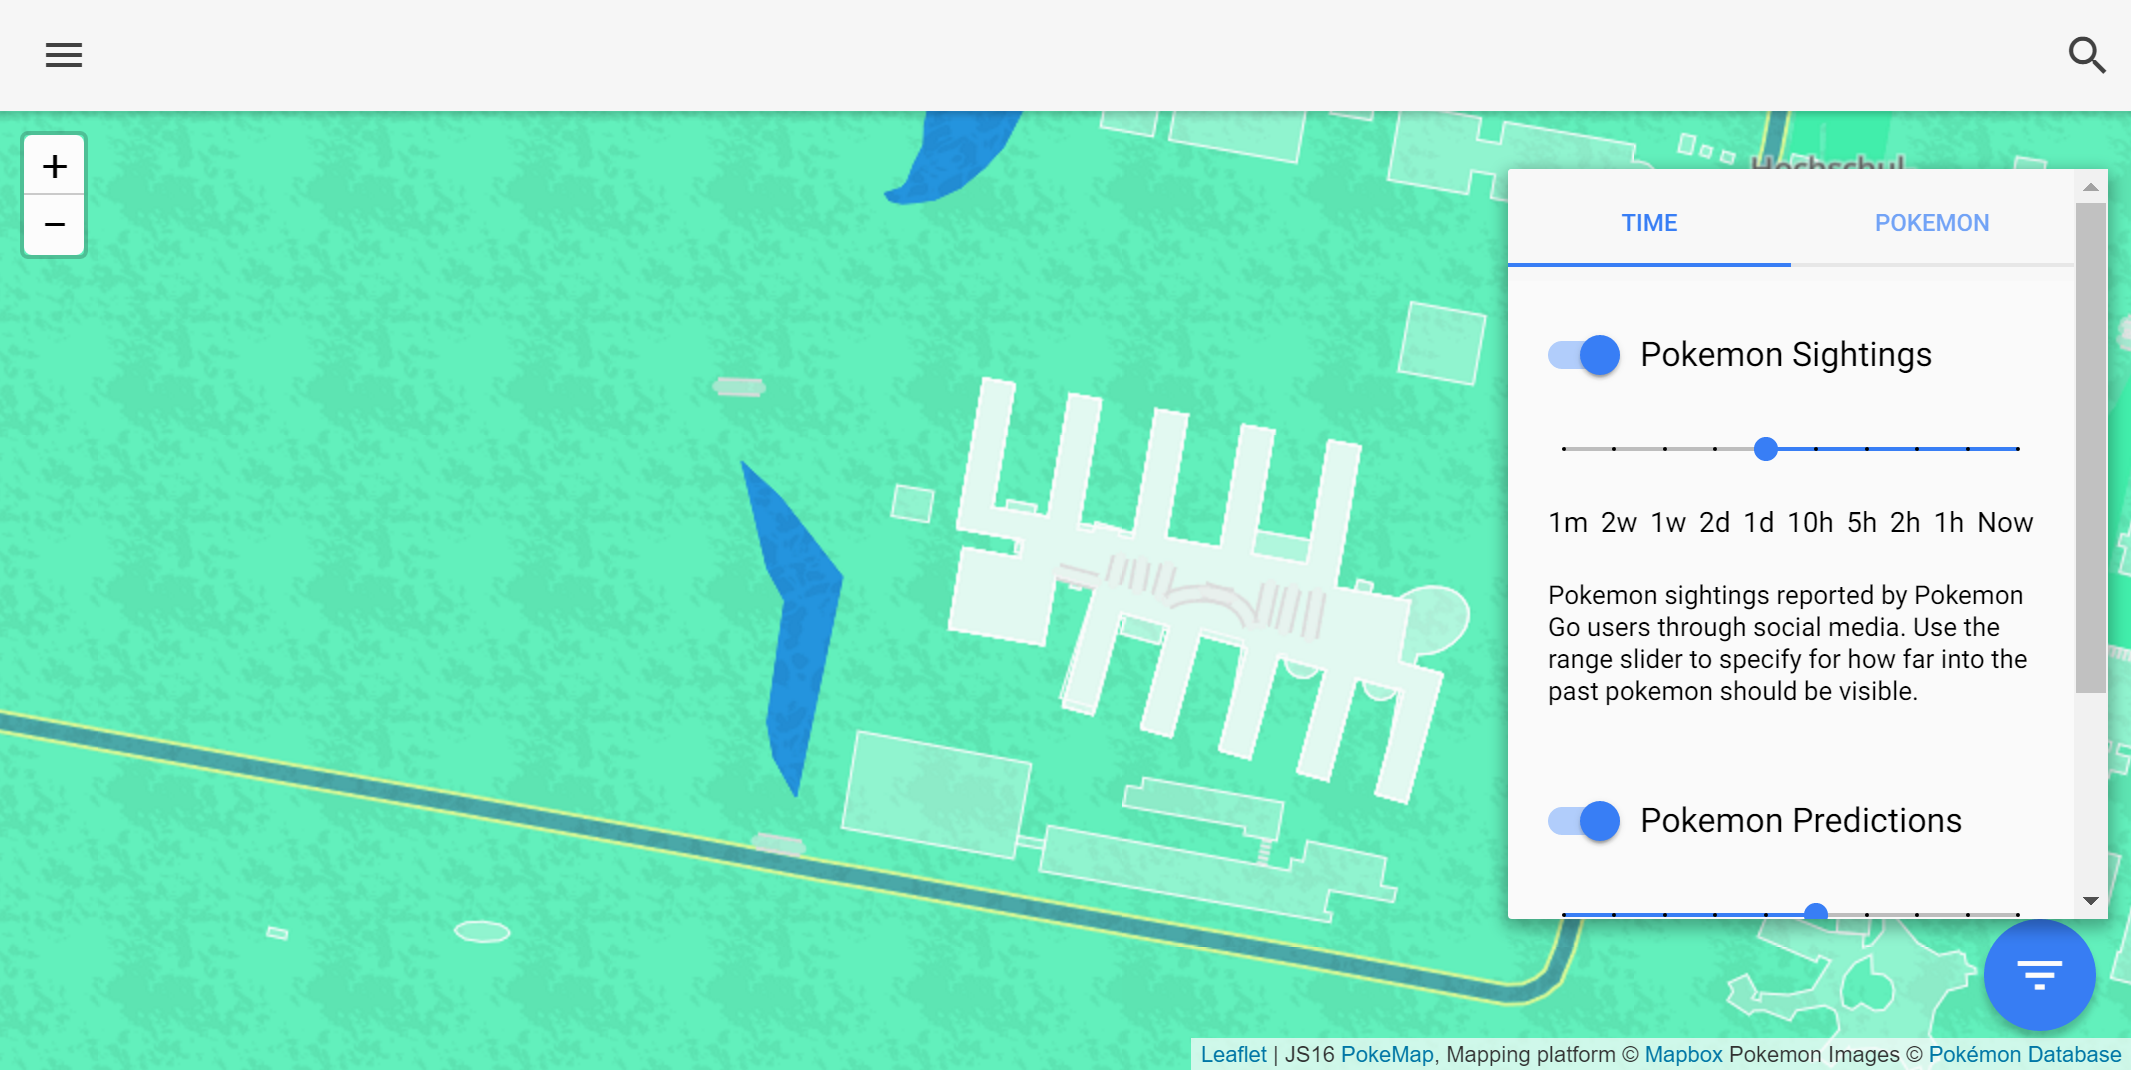 +
−
Hochschul
TIME
POKEMON
Pokemon Sightings
1m 2w 1w 2d 1d 10h 5h 2h 1h Now
Pokemon sightings reported by Pokemon
Go users through social media. Use the
range slider to specify for how far into the
past pokemon should be visible.
Pokemon Predictions
Leaflet | JS16 PokeMap, Mapping platform © Mapbox Pokemon Images © Pokémon Database